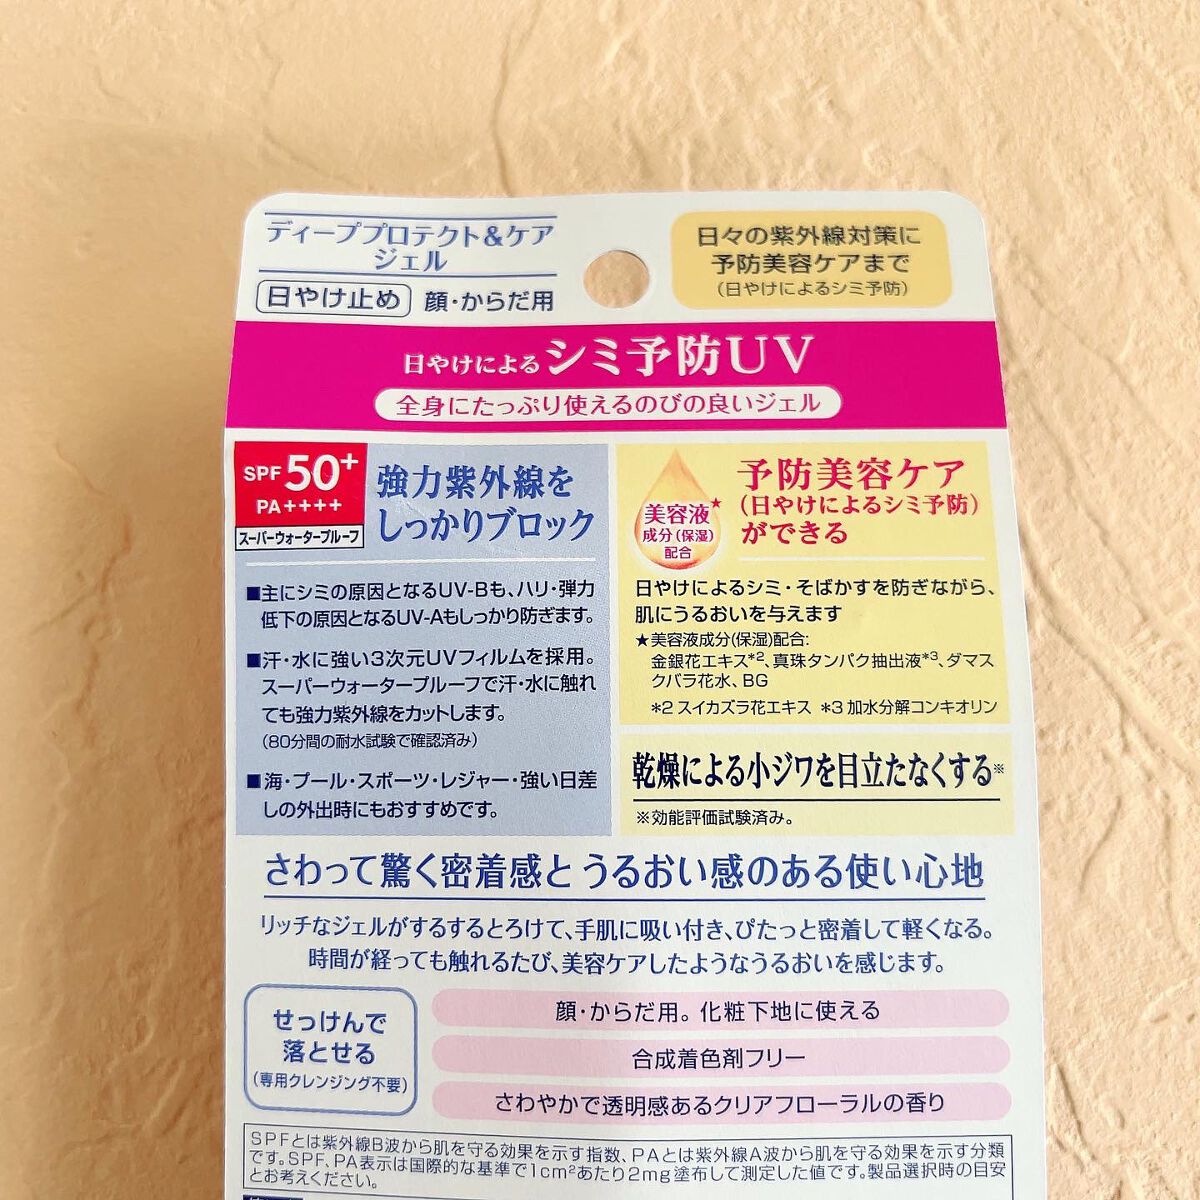 ディーププロテクト&ケア
ジェル
日やけ止め 顔・からだ用
日々の紫外線対策に
予防美容ケアまで
(日やけによるシミ予防)
日やけによるシミ予防UV
全身にたっぷり使えるのびの良いジェル
SPF50+
PA++++
スーパーウォータープルーフ
強力紫外線を
しっかりブロック
■主にシミの原因となるUV-Bも、ハリ・弾力
低下の原因となるUV-Aもしっかり防ぎます。
■汗・水に強い3次元UVフィルムを採用。
スーパーウォータープルーフで汗・水に触れ
ても強力紫外線をカットします。
(80分間の耐水試験で確認済み)
■海・プール・スポーツ・レジャー・強い日差
しの外出時にもおすすめです。
美容液★
成分(保湿)
配合
予防美容ケア
(日やけによるシミ予防)
ができる
日やけによるシミ・そばかすを防ぎながら、
肌にうるおいを与えます
★美容液成分(保湿)配合:
金銀花エキス*2、真珠タンパク抽出液*3、ダマス
クバラ花水、BG
*2 スイカズラ花エキス *3 加水分解コンキオリン
乾燥による小ジワを目立たなくする※
※効能評価試験済み。
さわって驚く密着感とうるおい感のある使い心地
リッチなジェルがするするとろけて、手肌に吸い付き、ぴたっと密着して軽くなる。
時間が経っても触れるたび、美容ケアしたようなうるおいを感じます。
せっけんで
落とせる
(専用クレンジング不要)
顔・からだ用。化粧下地に使える
合成着色剤フリー
さわやかで透明感あるクリアフローラルの香り
SPFとは紫外線B波から肌を守る効果を示す指数、PAとは紫外線A波から肌を守る効果を示す分類
です。SPF、PA表示は国際的な基準で1cm²あたり2mg塗布して測定した値です。製品選択時の目安
とお考えください。